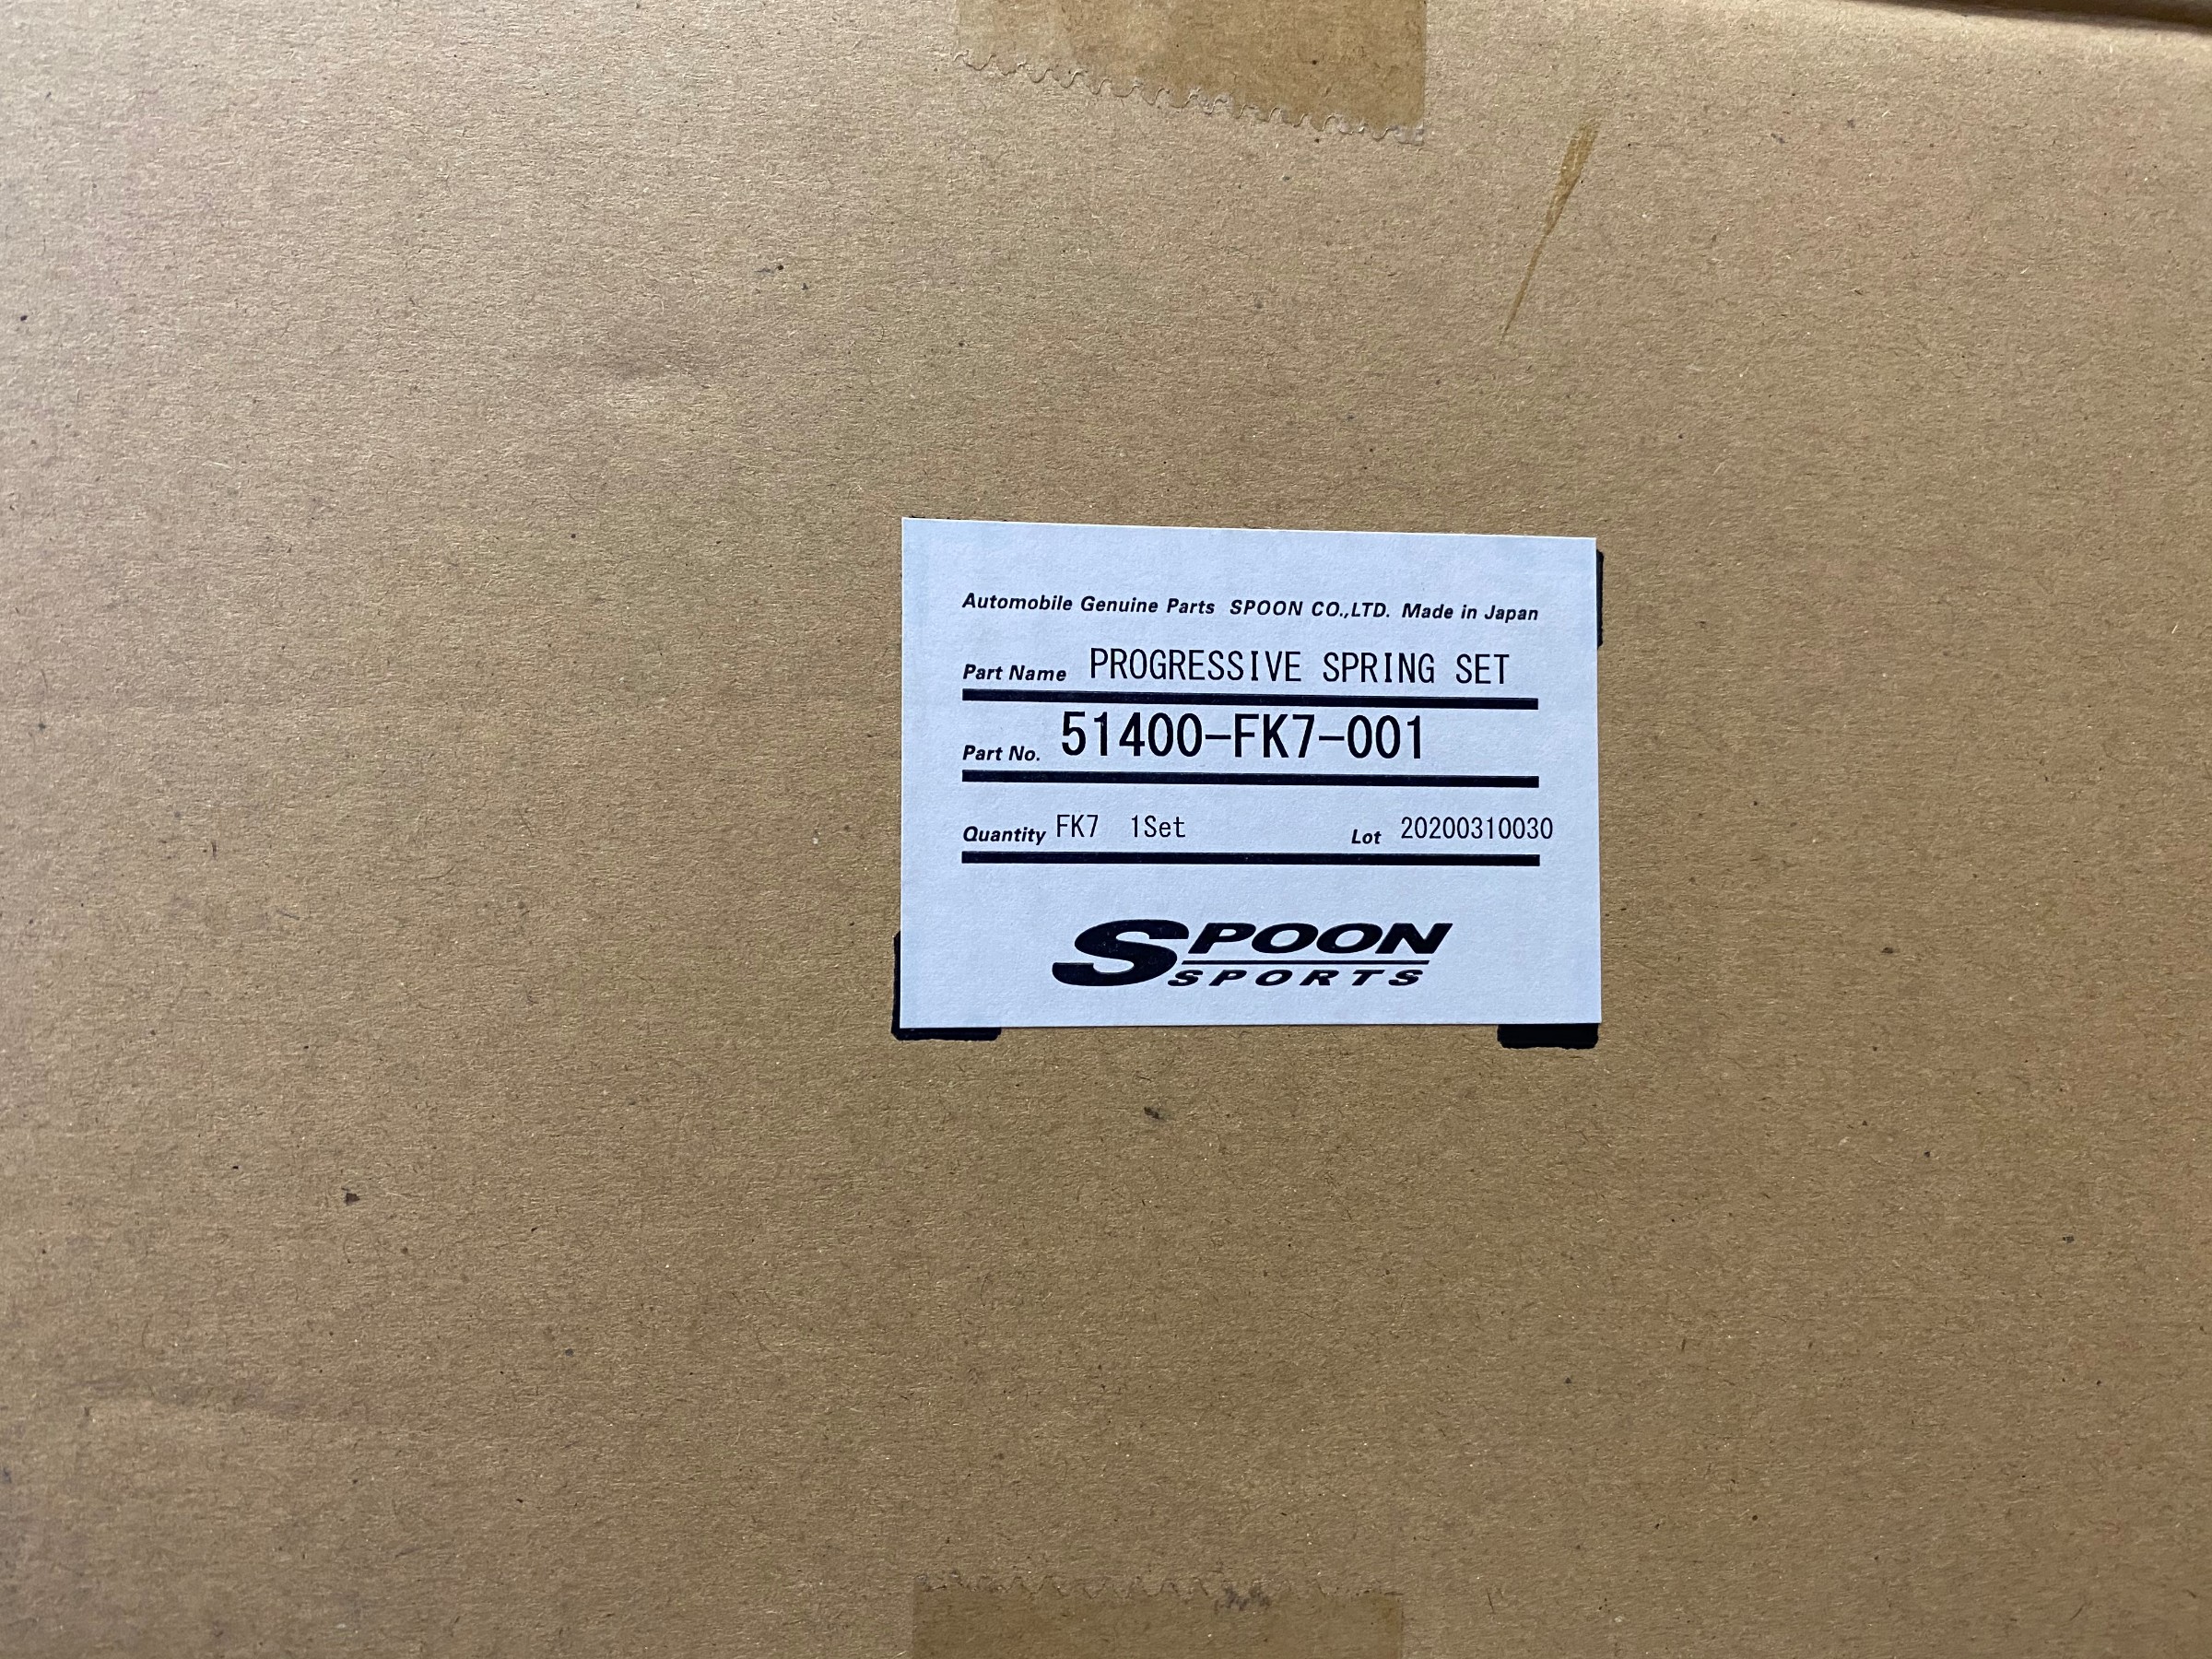 Automobile Genuine Parts SPOON CO.,LTD. Made in Japan
Part Name PROGRESSIVE SPRING SET
Part No. 51400-FK7-001
Quantity FK7 1Set Lot 20200310030
SPOON
SPORTS